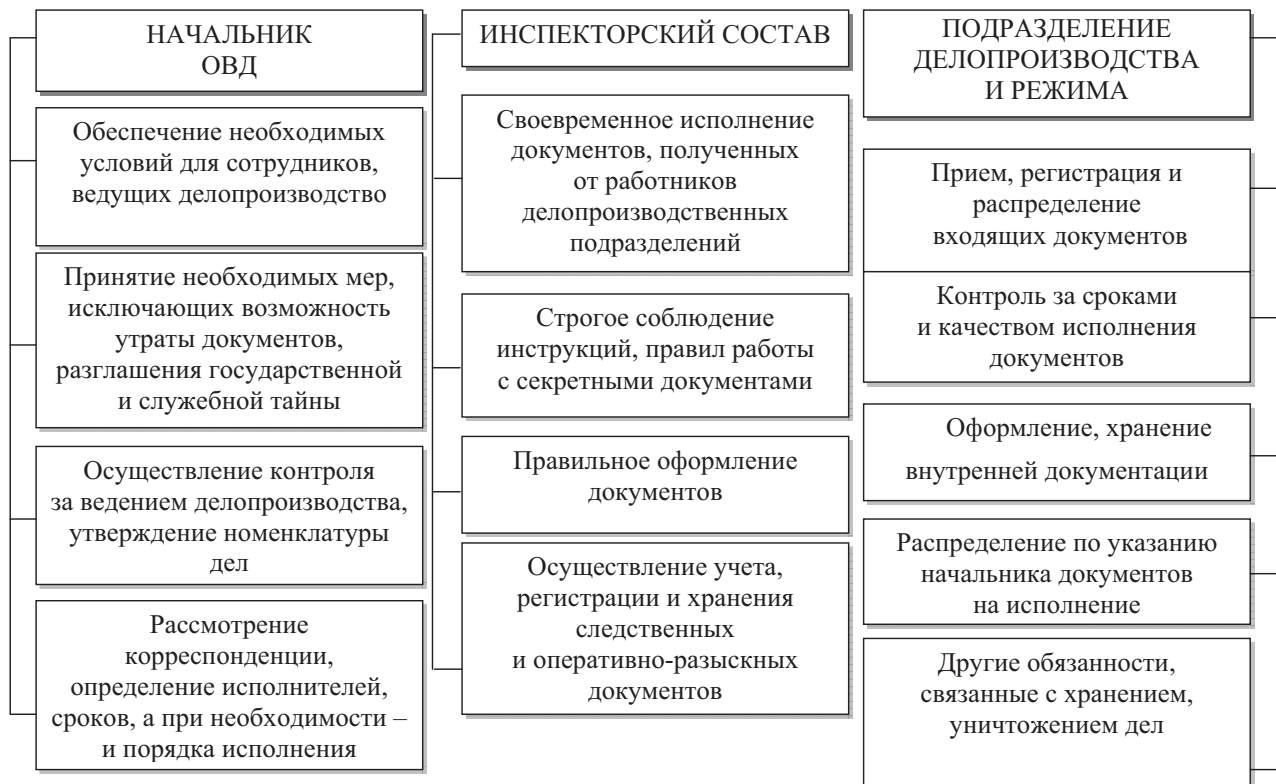 НАЧАЛЬНИК
ОВД
Обеспечение необходимых
условий для сотрудников,
ведущих делопроизводство
Принятие необходимых мер,
исключающих возможность
утраты документов,
разглашения государственной
и служебной тайны
Осуществление контроля
за ведением делопроизводства,
утверждение номенклатуры
дел
Рассмотрение
корреспонденции,
определение исполнителей,
сроков, а при необходимости –
и порядка исполнения
ИНСПЕКТОРСКИЙ СОСТАВ
Своевременное исполнение
документов, полученных
от работников
делопроизводственных
подразделений
Строгое соблюдение
инструкций, правил работы
с секретными документами
Правильное оформление
документов
Осуществление учета,
регистрации и хранения
следственных
и оперативно-разыскных
документов
ПОДРАЗДЕЛЕНИЕ
ДЕЛОПРОИЗВОДСТВА
И РЕЖИМА
Прием, регистрация и
распределение
входящих документов
Контроль за сроками
и качеством исполнения
документов
Оформление, хранение
внутренней документации
Распределение по указанию
начальника документов
на исполнение
Другие обязанности,
связанные с хранением,
уничтожением дел